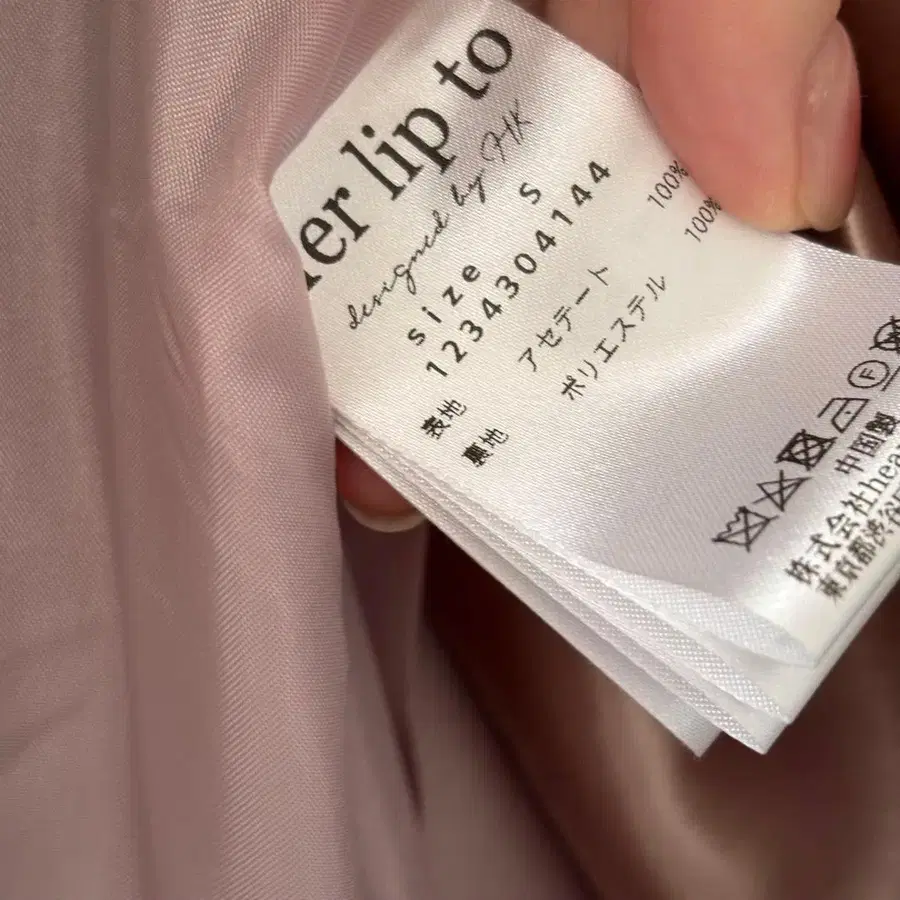 her lip to
designed by HK
size S
1234304144
表地 アセテート 100%
裏地 ポリエステル 100%
F
中国製
株式会社hea
東京都渋谷